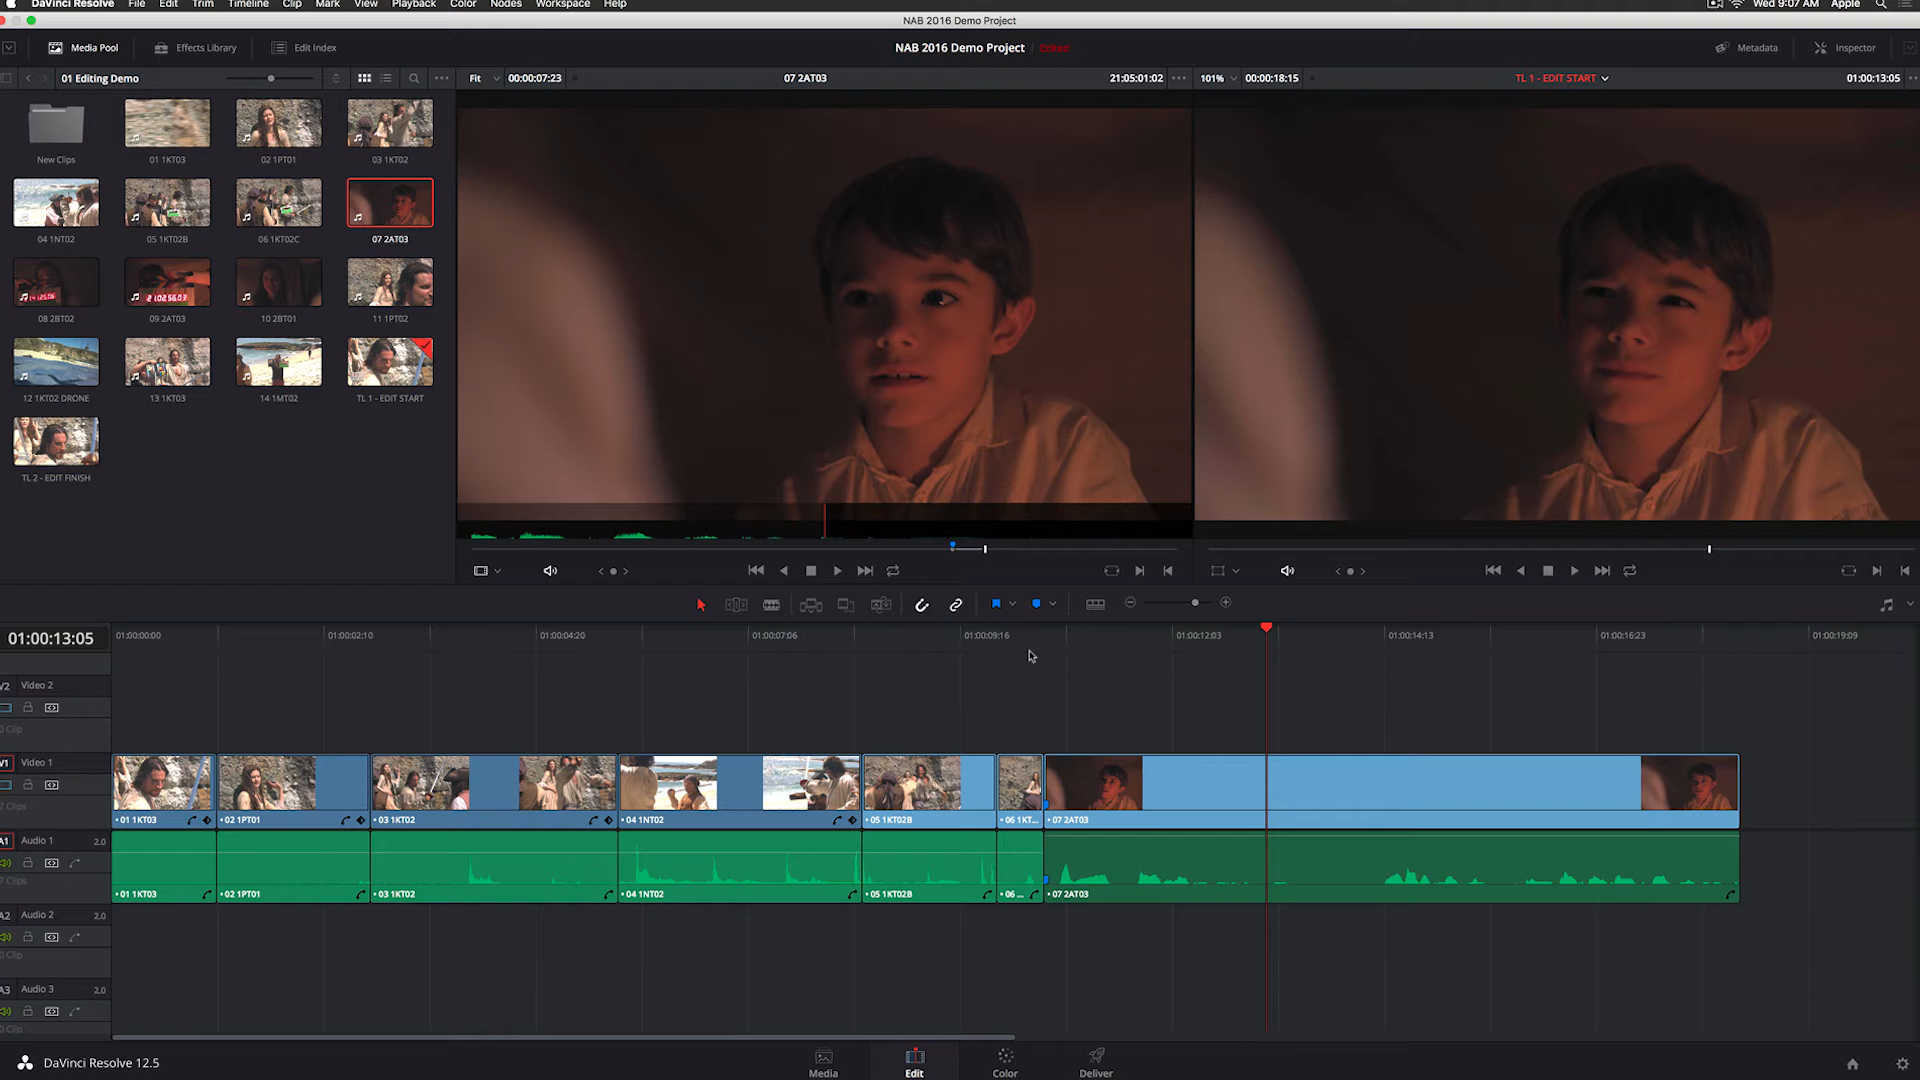 DaVinci Resolve File Edit Trim Timeline Clip Mark View Playback Color Nodes Workspace Help Wed 9:07 AM Apple
NAB 2016 Demo Project
Media Pool Effects Library Edit Index NAB 2016 Demo Project Edited Metadata Inspector
01 Editing Demo Fit 00:00:07:23 07 2AT03 21:05:01:02 101% 00:00:18:15 TL 1 - EDIT START 01:00:13:05
New Clips 01 1KT03 02 1PT01 03 1KT02
04 1NT02 05 1KT02B 06 1KT02C 07 2AT03
08 2BT02 09 2AT03 10 2BT01 11 1PT02
12 1KT02 DRONE 13 1KT03 14 1MT02 TL 1 - EDIT START
TL 2 - EDIT FINISH
01:00:13:05 01:00:00:00 01:00:02:10 01:00:04:20 01:00:07:06 01:00:09:16 01:00:12:03 01:00:14:13 01:00:16:23 01:00:19:09
V2 Video 2
0 Clip
V1 Video 1
7 Clips
01 1KT03 02 1PT01 03 1KT02 04 1NT02 05 1KT02B 06 1KT... 07 2AT03
A1 Audio 1 2.0
7 Clips
01 1KT03 02 1PT01 03 1KT02 04 1NT02 05 1KT02B 06 ... 07 2AT03
A2 Audio 2 2.0
0 Clip
A3 Audio 3 2.0
0 Clip
DaVinci Resolve 12.5 Media Edit Color Deliver